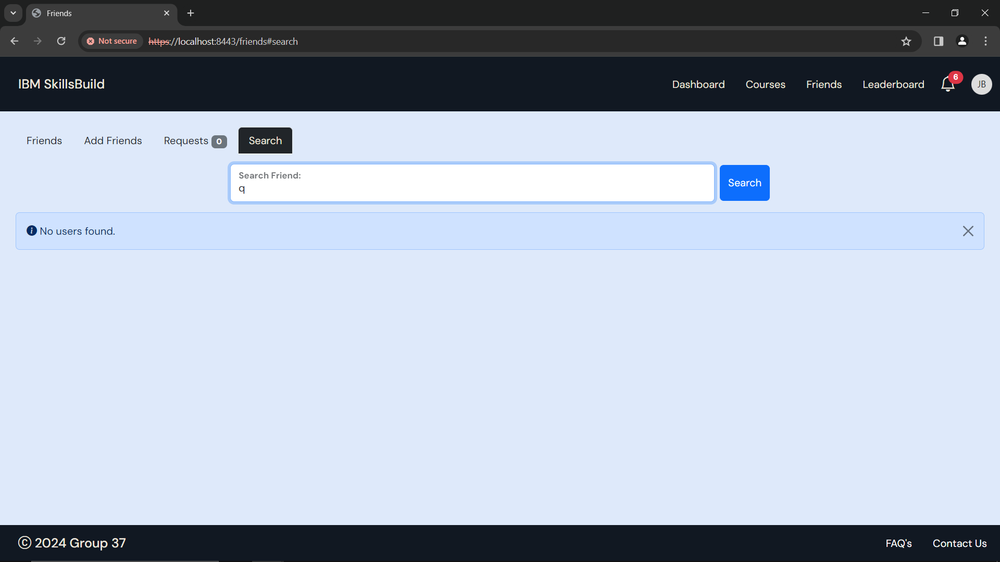 Friends
Not secure https://localhost:8443/friends#search
IBM SkillsBuild Dashboard Courses Friends Leaderboard 6 JB
Friends Add Friends Requests 0 Search
Search Friend:
q
Search
No users found.
© 2024 Group 37 FAQ's Contact Us